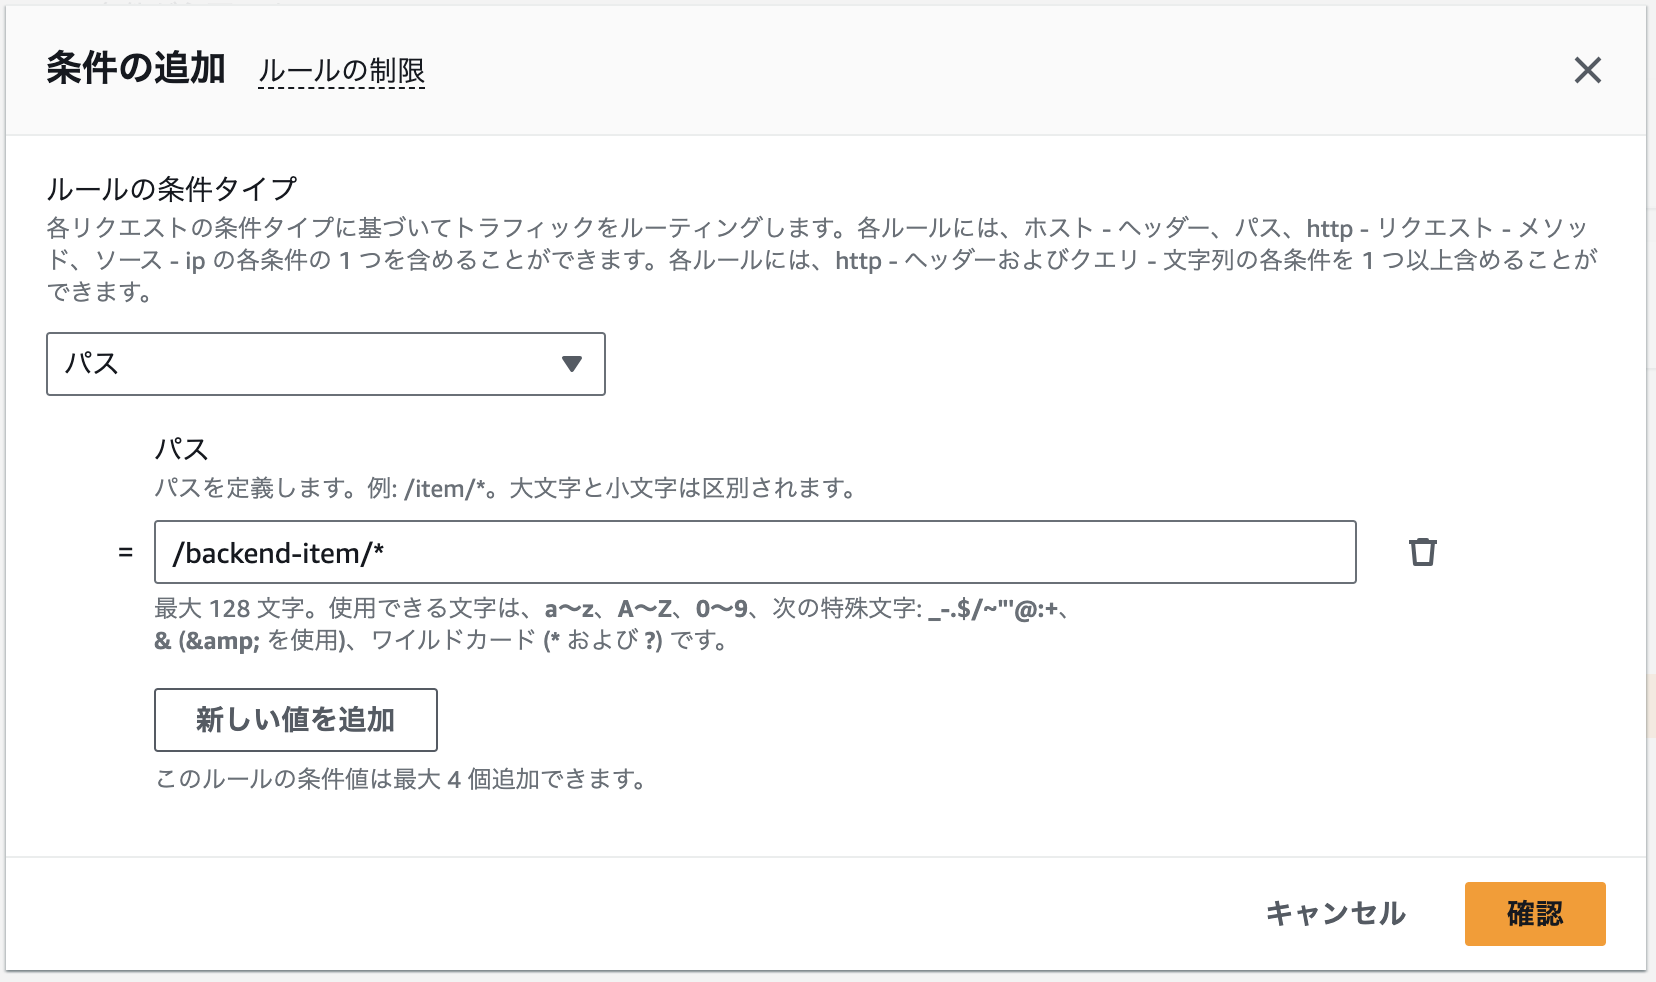 条件の追加 ルールの制限
ルールの条件タイプ
各リクエストの条件タイプに基づいてトラフィックをルーティングします。各ルールには、ホスト - ヘッダー、パス、http - リクエスト - メソッ
ド、ソース - ip の各条件の 1 つを含めることができます。各ルールには、http - ヘッダーおよびクエリ - 文字列の各条件を 1 つ以上含めることが
できます。
パス
パス
パスを定義します。例: /item/*。大文字と小文字は区別されます。
= /backend-item/*
最大 128 文字。使用できる文字は、a〜z、A〜Z、0〜9、次の特殊文字: _-.$/~"'@:+、
& (&amp; を使用)、ワイルドカード (* および ?) です。
新しい値を追加
このルールの条件値は最大 4 個追加できます。
キャンセル 確認